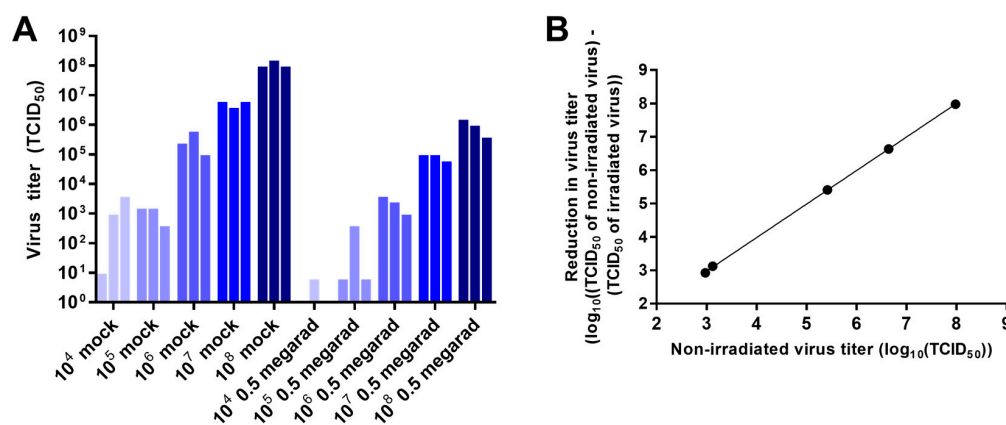 A
Virus titer (TCID₅₀)
10⁹
10⁸
10⁷
10⁶
10⁵
10⁴
10³
10²
10¹
10⁰
10⁴ mock
10⁵ mock
10⁶ mock
10⁷ mock
10⁸ mock
10⁴ 0.5 megarad
10⁵ 0.5 megarad
10⁶ 0.5 megarad
10⁷ 0.5 megarad
10⁸ 0.5 megarad
B
Reduction in virus titer
(log₁₀((TCID₅₀ of non-irradiated virus) -
(TCID₅₀ of irradiated virus))
9
8
7
6
5
4
3
2
2 3 4 5 6 7 8 9
Non-irradiated virus titer (log₁₀(TCID₅₀))